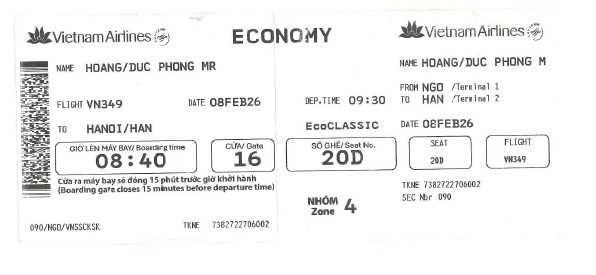 Vietnam Airlines
ECONOMY
NAME HOANG/DUC PHONG MR
FLIGHT VN349 DATE 08FEB26 DEP.TIME 09:30
TO HANOI/HAN EcoCLASSIC
GIỜ LÊN MÁY BAY/ Boarding time
08:40
CỬA/ Gate
16
SỐ GHẾ/ Seat No.
20D
Cửa ra máy bay sẽ đóng 15 phút trước giờ khởi hành
(Boarding gate closes 15 minutes before departure time)
NHÓM
Zone 4
090/NGO/VNSSCKSK TKNE 7382722706002
Vietnam Airlines
NAME HOANG/DUC PHONG M
FROM NGO /Terminal 1
TO HAN /Terminal 2
DATE 08FEB26
SEAT
20D
FLIGHT
VN349
TKNE 7382722706002
SEC Nbr 090